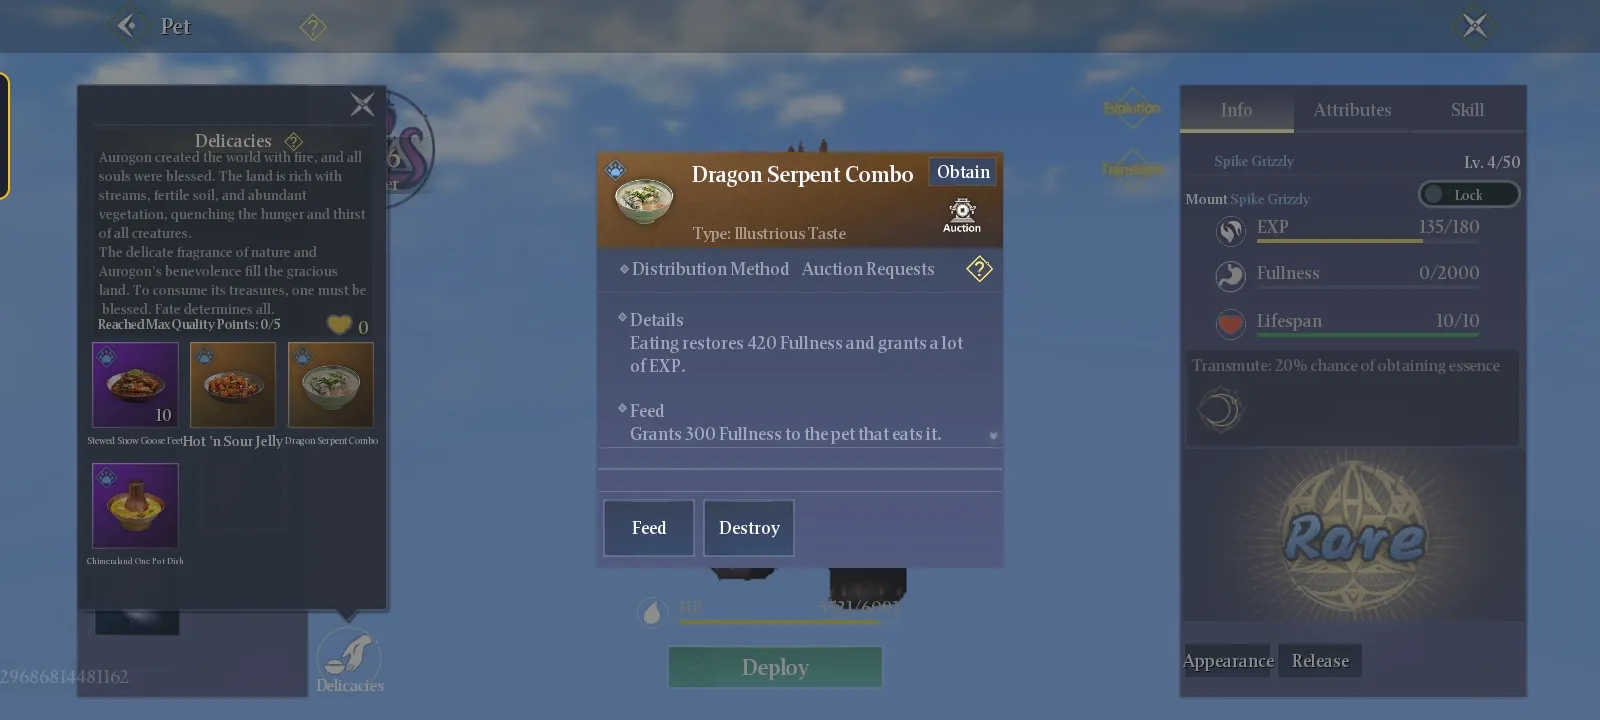 Pet
?
Delicacies ?
Aurogon created the world with fire, and all
souls were blessed. The land is rich with
streams, fertile soil, and abundant
vegetation, quenching the hunger and thirst
of all creatures.
The delicate fragrance of nature and
Aurogon's benevolence fill the gracious
land. To consume its treasures, one must be
blessed. Fate determines all.
Reached Max Quality Points: 0/5
0
10
Stewed Snow Goose Feet
Hot 'n Sour Jelly
Dragon Serpent Combo
Chimeraland One Pot Dish
29686814481162
Delicacies
Dragon Serpent Combo
Obtain
Type: Illustrious Taste
Auction
Distribution Method Auction Requests
?
Details
Eating restores 420 Fullness and grants a lot
of EXP.
Feed
Grants 300 Fullness to the pet that eats it.
Feed
Destroy
HP
Deploy
Evolution
Info
Attributes
Skill
Spike Grizzly
Lv. 4/50
Mount Spike Grizzly
Lock
EXP
135/180
Fullness
0/2000
Lifespan
10/10
Transmute: 20% chance of obtaining essence
Rare
Appearance
Release